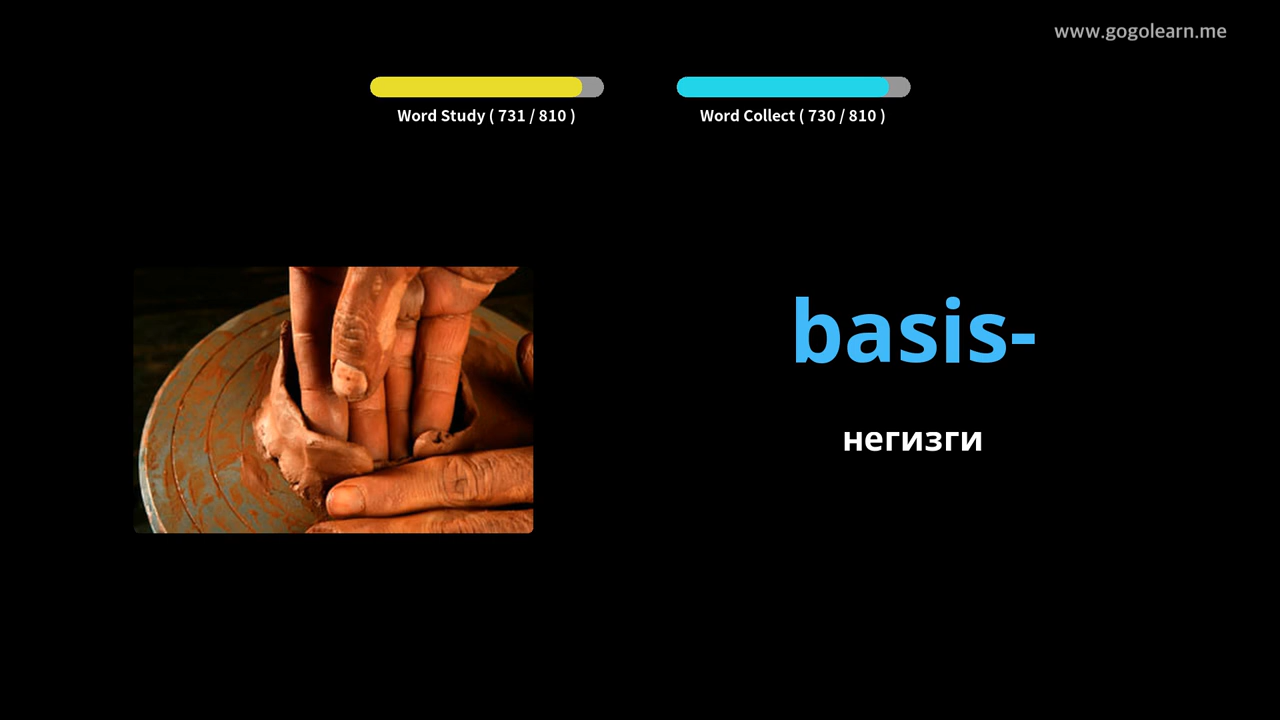 www.gogolearn.me
Word Study ( 731 / 810 )
Word Collect ( 730 / 810 )
basis-
негизги